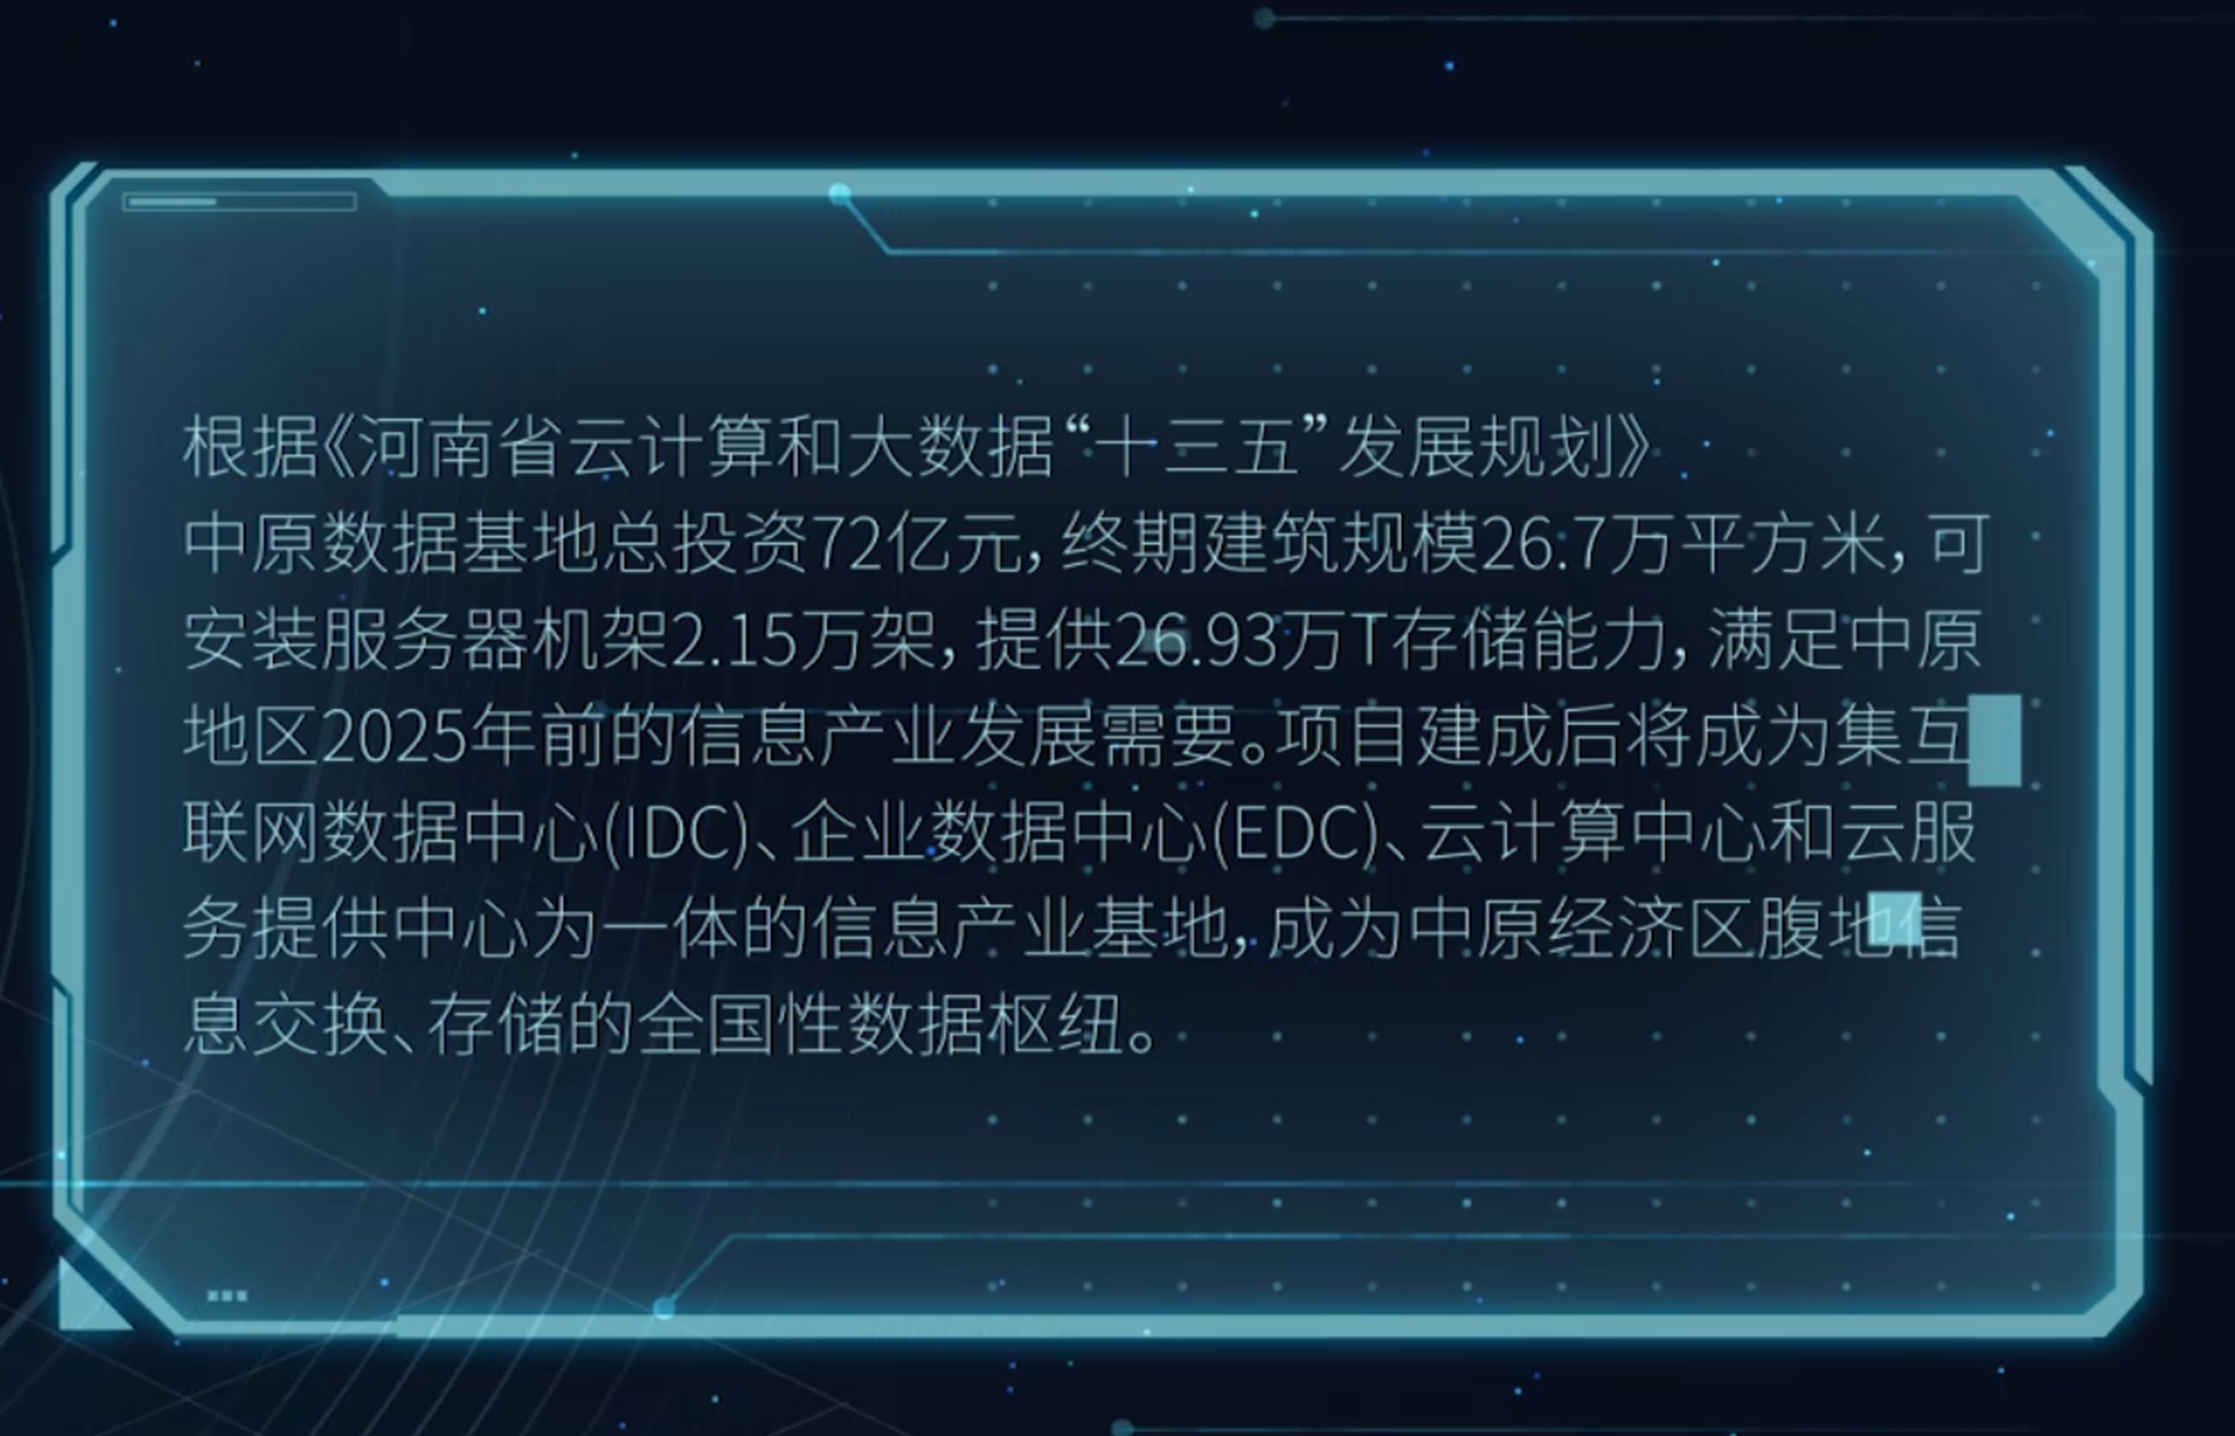 根据《河南省云计算和大数据“十三五”发展规划》
中原数据基地总投资72亿元，终期建筑规模26.7万平方米，可
安装服务器机架2.15万架，提供26.93万T存储能力，满足中原
地区2025年前的信息产业发展需要。项目建成后将成为集互
联网数据中心(IDC)、企业数据中心(EDC)、云计算中心和云服
务提供中心为一体的信息产业基地，成为中原经济区腹地信
息交换、存储的全国性数据枢纽。